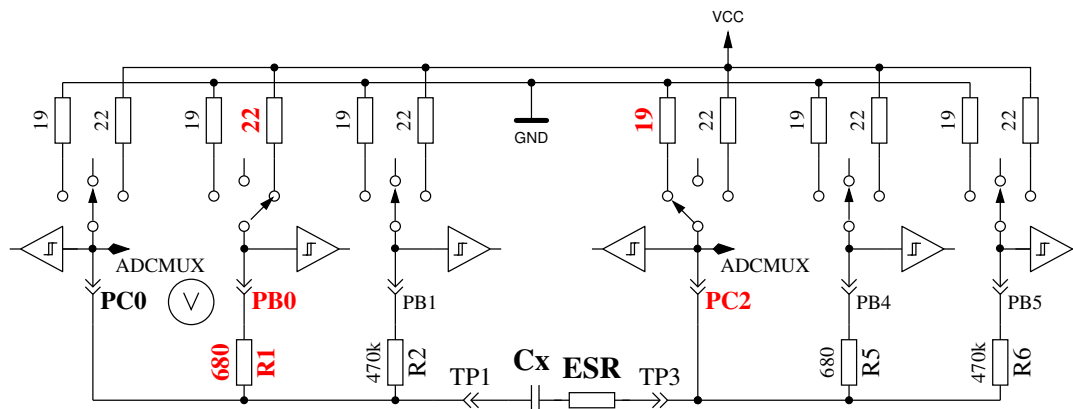 VCC
19
22
19
22
19
22
GND
19
22
19
22
19
22
ADCMUX
ADCMUX
PC0
V
PB0
PB1
PC2
PB4
PB5
680
R1
470k
R2
TP1
Cx
ESR
TP3
680
R5
470k
R6